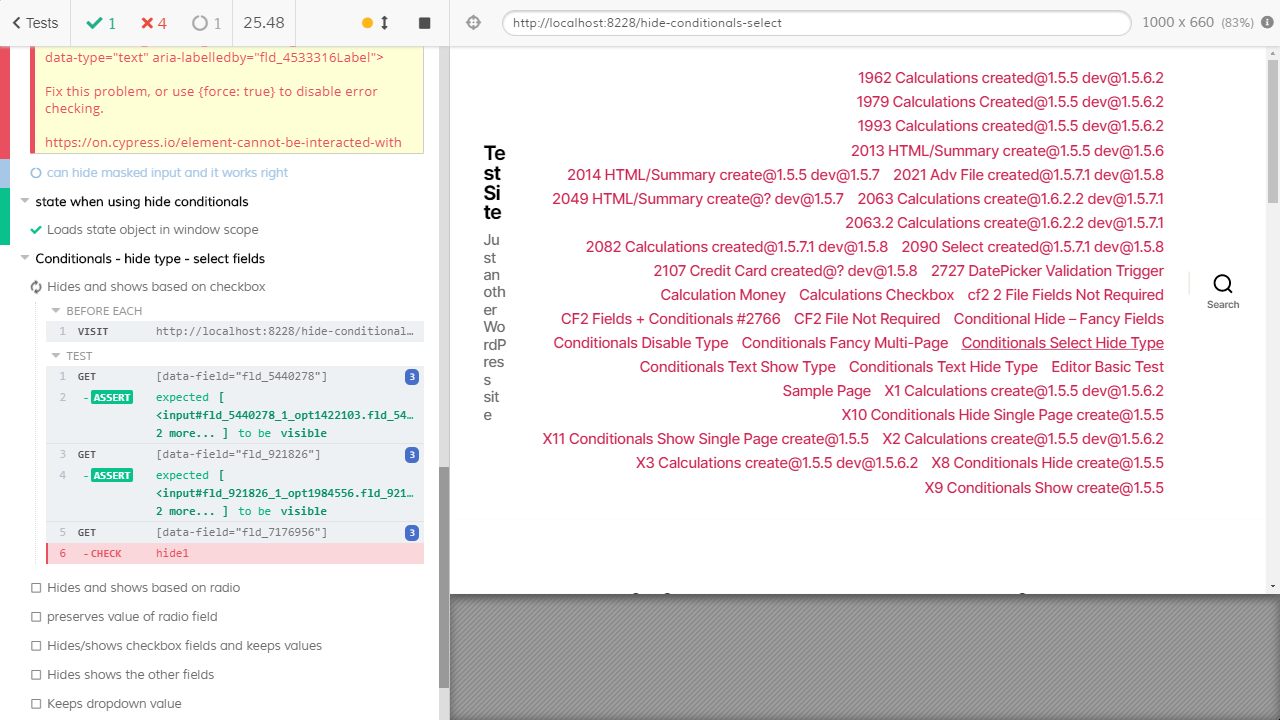 Tests
1
4
1
25.48
data-type="text" aria-labelledby="fld_4533316Label">
Fix this problem, or use {force: true} to disable error
checking.
https://on.cypress.io/element-cannot-be-interacted-with
can hide masked input and it works right
state when using hide conditionals
Loads state object in window scope
Conditionals - hide type - select fields
Hides and shows based on checkbox
BEFORE EACH
1 VISIT http://localhost:8228/hide-conditional…
TEST
1 GET [data-field="fld_5440278"] 3
2 - ASSERT expected [
<input#fld_5440278_1_opt1422103.fld_54…
2 more... ] to be visible
3 GET [data-field="fld_921826"] 3
4 - ASSERT expected [
<input#fld_921826_1_opt1984556.fld_921…
2 more... ] to be visible
5 GET [data-field="fld_7176956"] 3
6 - CHECK hide1
Hides and shows based on radio
preserves value of radio field
Hides/shows checkbox fields and keeps values
Hides shows the other fields
Keeps dropdown value
http://localhost:8228/hide-conditionals-select
1000 x 660 (83%)
Te
st
Si
te
Ju
st
an
oth
er
Wo
rdP
res
s
sit
e
1962 Calculations created@1.5.5 dev@1.5.6.2
1979 Calculations Created@1.5.5 dev@1.5.6.2
1993 Calculations created@1.5.5 dev@1.5.6.2
2013 HTML/Summary create@1.5.5 dev@1.5.6
2014 HTML/Summary create@1.5.5 dev@1.5.7 2021 Adv File created@1.5.7.1 dev@1.5.8
2049 HTML/Summary create@? dev@1.5.7 2063 Calculations create@1.6.2.2 dev@1.5.7.1
2063.2 Calculations create@1.6.2.2 dev@1.5.7.1
2082 Calculations created@1.5.7.1 dev@1.5.8 2090 Select created@1.5.7.1 dev@1.5.8
2107 Credit Card created@? dev@1.5.8 2727 DatePicker Validation Trigger
Calculation Money Calculations Checkbox cf2 2 File Fields Not Required
CF2 Fields + Conditionals #2766 CF2 File Not Required Conditional Hide – Fancy Fields
Conditionals Disable Type Conditionals Fancy Multi-Page Conditionals Select Hide Type
Conditionals Text Show Type Conditionals Text Hide Type Editor Basic Test
Sample Page X1 Calculations created@1.5.5 dev@1.5.6.2
X10 Conditionals Hide Single Page create@1.5.5
X11 Conditionals Show Single Page create@1.5.5 X2 Calculations create@1.5.5 dev@1.5.6.2
X3 Calculations create@1.5.5 dev@1.5.6.2 X8 Conditionals Hide create@1.5.5
X9 Conditionals Show create@1.5.5
Search